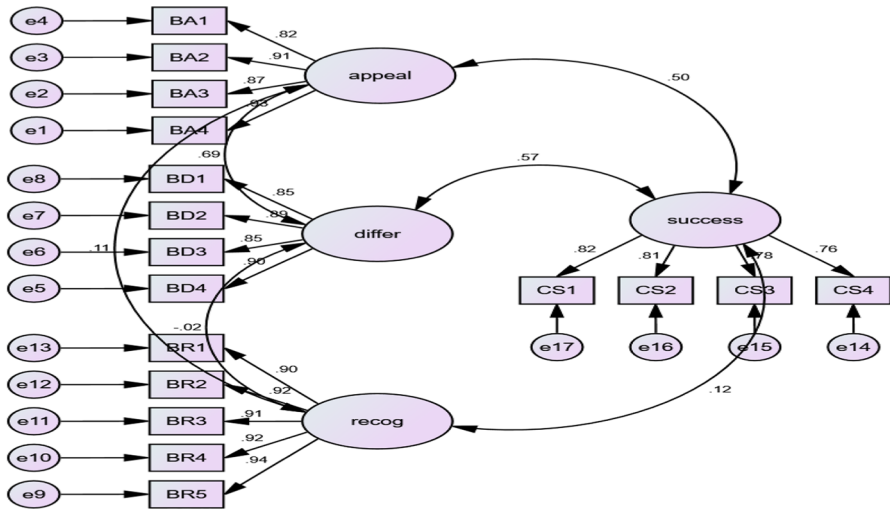 e4 BA1 .82
e3 BA2 .91
appeal
e2 BA3 .87
.50
e1 BA4 .93
.69
.57
e8 BD1 .85
e7 BD2 .89
differ
success
e6 BD3 .85
.11
e5 BD4 .90
.82 .81 .78 .76
CS1 CS2 CS3 CS4
-.02
e13 BR1 .90
e17 e16 e15 e14
e12 BR2 .92
.12
e11 BR3 .91
recog
e10 BR4 .92
e9 BR5 .94